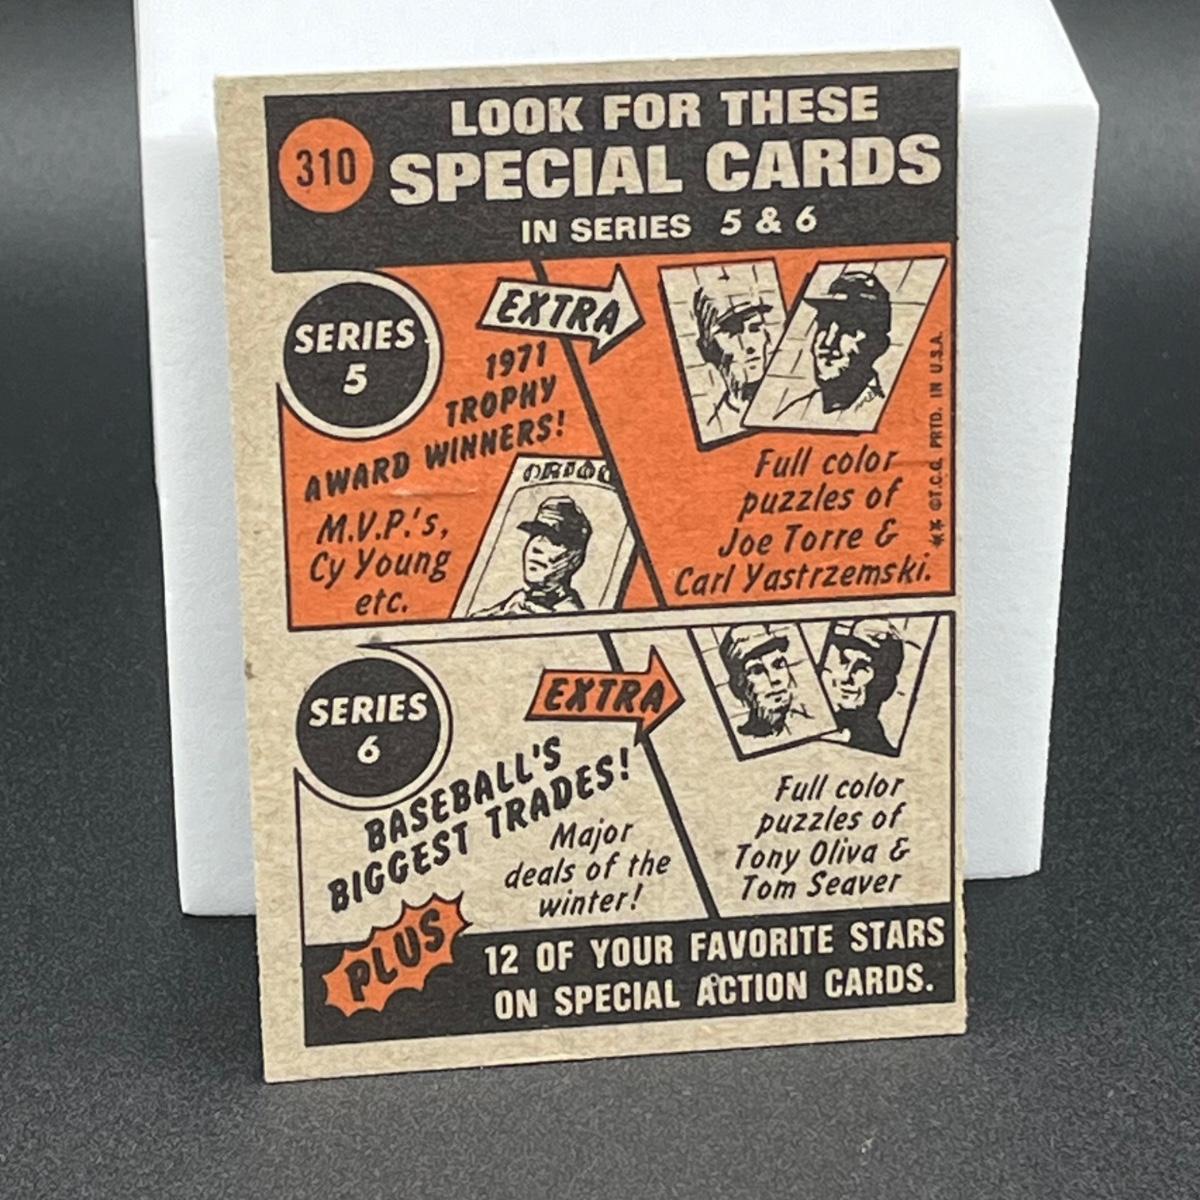 310
LOOK FOR THESE
SPECIAL CARDS
IN SERIES 5 & 6
SERIES
5
EXTRA
1971
TROPHY
AWARD WINNERS!
M.V.P.'s,
Cy Young
etc.
Full color
puzzles of
Joe Torre &
Carl Yastrzemski.
** ©T.C.G. PRTD. IN U.S.A.
SERIES
6
EXTRA
BASEBALL'S
BIGGEST TRADES!
Major
deals of the
winter!
Full color
puzzles of
Tony Oliva &
Tom Seaver
PLUS
12 OF YOUR FAVORITE STARS
ON SPECIAL ACTION CARDS.